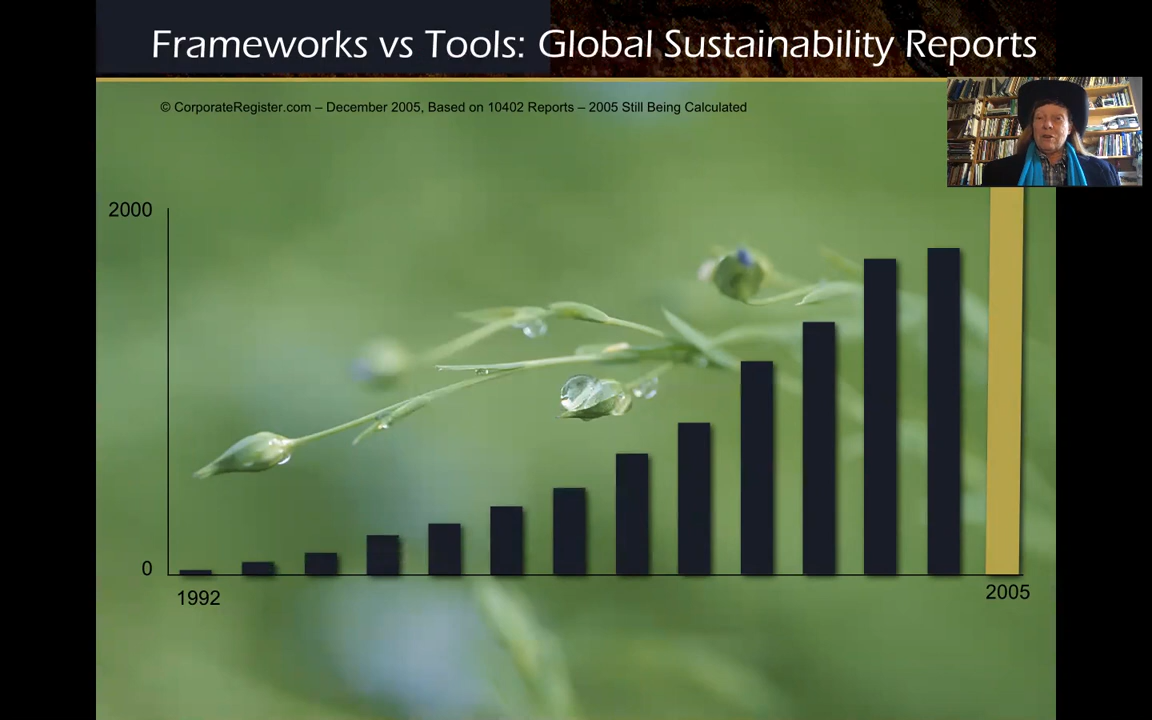 Frameworks vs Tools: Global Sustainability Reports
© CorporateRegister.com – December 2005, Based on 10402 Reports – 2005 Still Being Calculated
2000
0
1992
2005